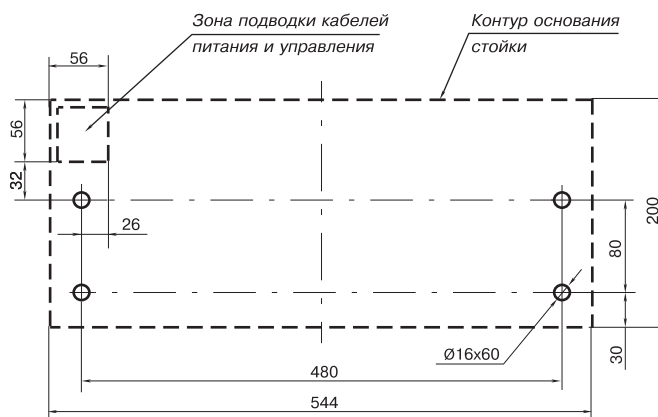 Зона подводки кабелей
питания и управления
Контур основания
стойки
56
56
32
26
200
80
30
Ø16x60
480
544